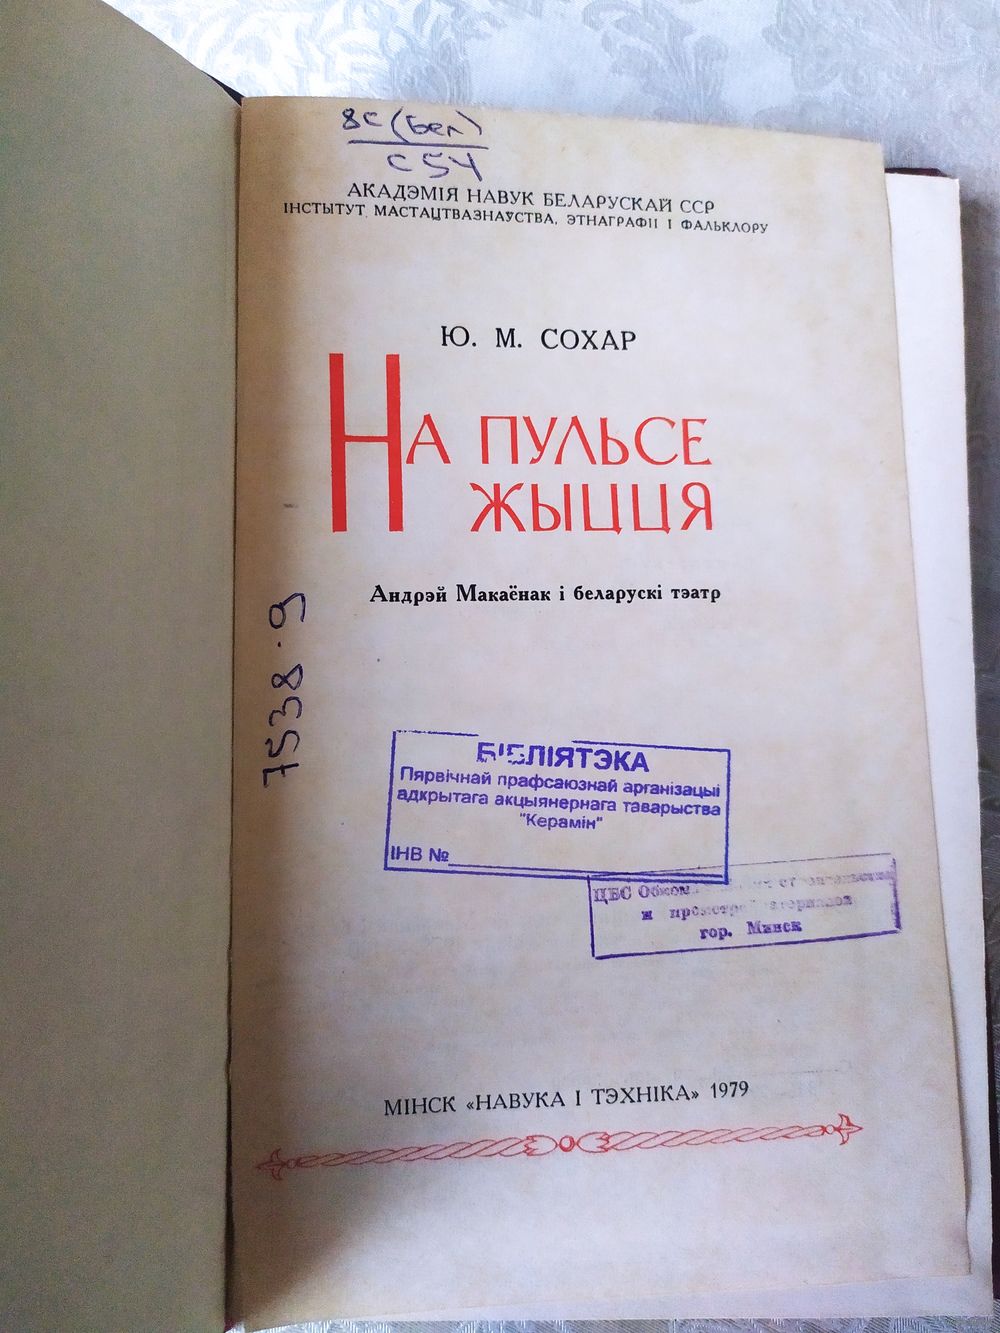 8С (Бел)
С 54
АКАДЭМІЯ НАВУК БЕЛАРУСКАЙ ССР
ІНСТЫТУТ МАСТАЦТВАЗНАЎСТВА, ЭТНАГРАФІІ І ФАЛЬКЛОРУ
Ю. М. СОХАР
НА ПУЛЬСЕ
ЖЫЦЦЯ
Андрэй Макаёнак і беларускі тэатр
7538.9
БІБЛІЯТЭКА
Пярвічнай прафсаюзнай арганізацыі
адкрытага акцыянернага таварыства
"Керамін"
ІНВ №
ЦБС
и
гор. Минск
МІНСК «НАВУКА І ТЭХНІКА» 1979